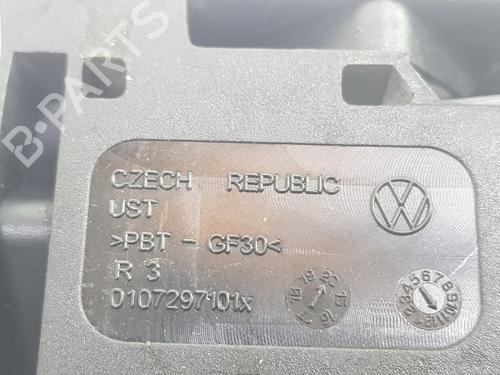 B-PARTS
CZECH REPUBLIC
UST
>PBT - GF30<
R 3
0107297101x